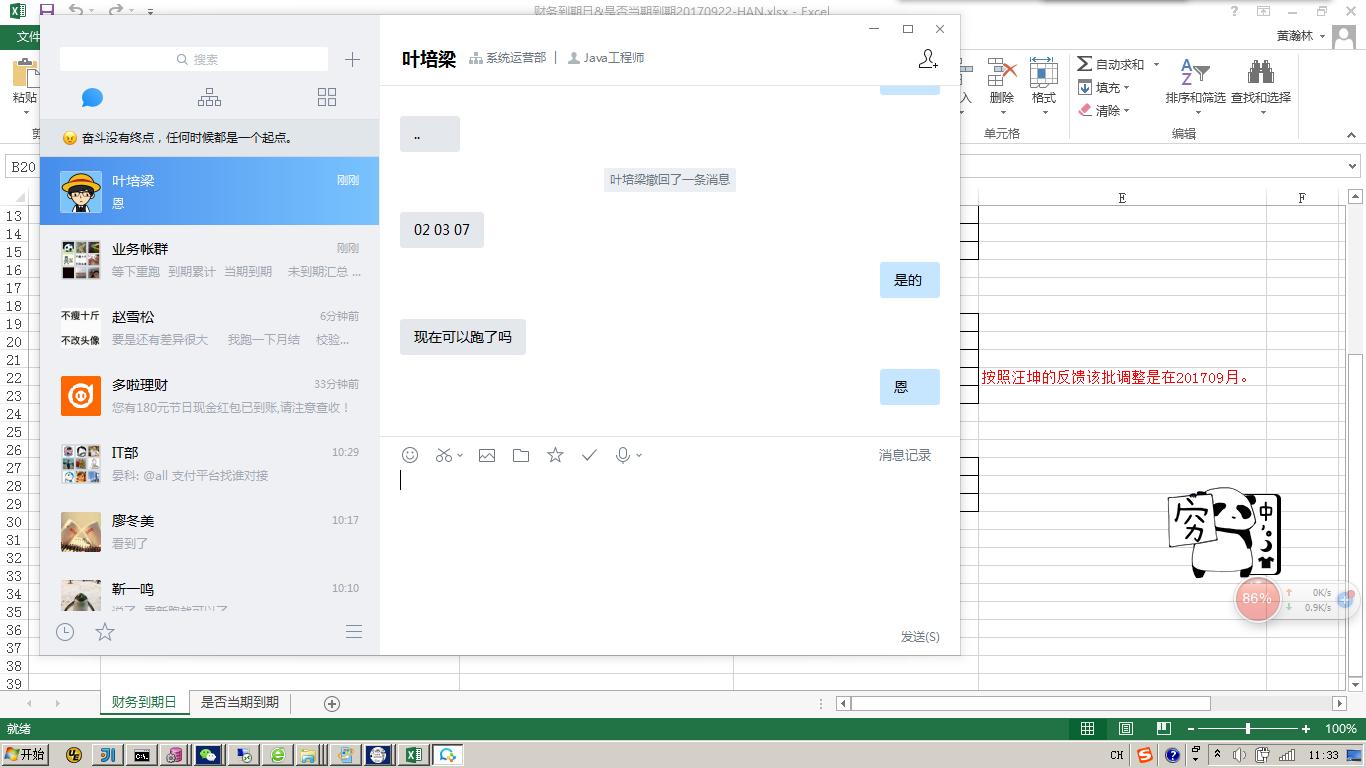 财务到期日&是否当期到期20170922-HAN.xlsx - Excel
文件
黄瀚林
搜索
叶培梁
系统运营部
Java工程师
粘贴
入
删除
格式
自动求和
填充
清除
排序和筛选
查找和选择
单元格
编辑
B20
奋斗没有终点，任何时候都是一个起点。
叶培梁
刚刚
恩
业务帐群
刚刚
等下重跑 到期累计 当期到期 未到期汇总 ...
赵雪松
6分钟前
要是还有差异很大 我跑一下月结 校验...
不瘦十斤
不改头像
多啦理财
33分钟前
您有180元节日现金红包已到账,请注意查收！
IT部
10:29
晏科: @all 支付平台找谁对接
廖冬美
10:17
看到了
靳一鸣
10:10
..
叶培梁撤回了一条消息
02 03 07
是的
现在可以跑了吗
恩
消息记录
发送(S)
E
F
13
14
15
16
17
18
19
20
21
22
23
24
25
26
27
28
29
30
31
32
33
34
35
36
37
38
39
按照汪坤的反馈该批调整是在201709月。
穷
中
86%
0K/s
0.9K/s
财务到期日
是否当期到期
就绪
100%
开始
CH
11:33